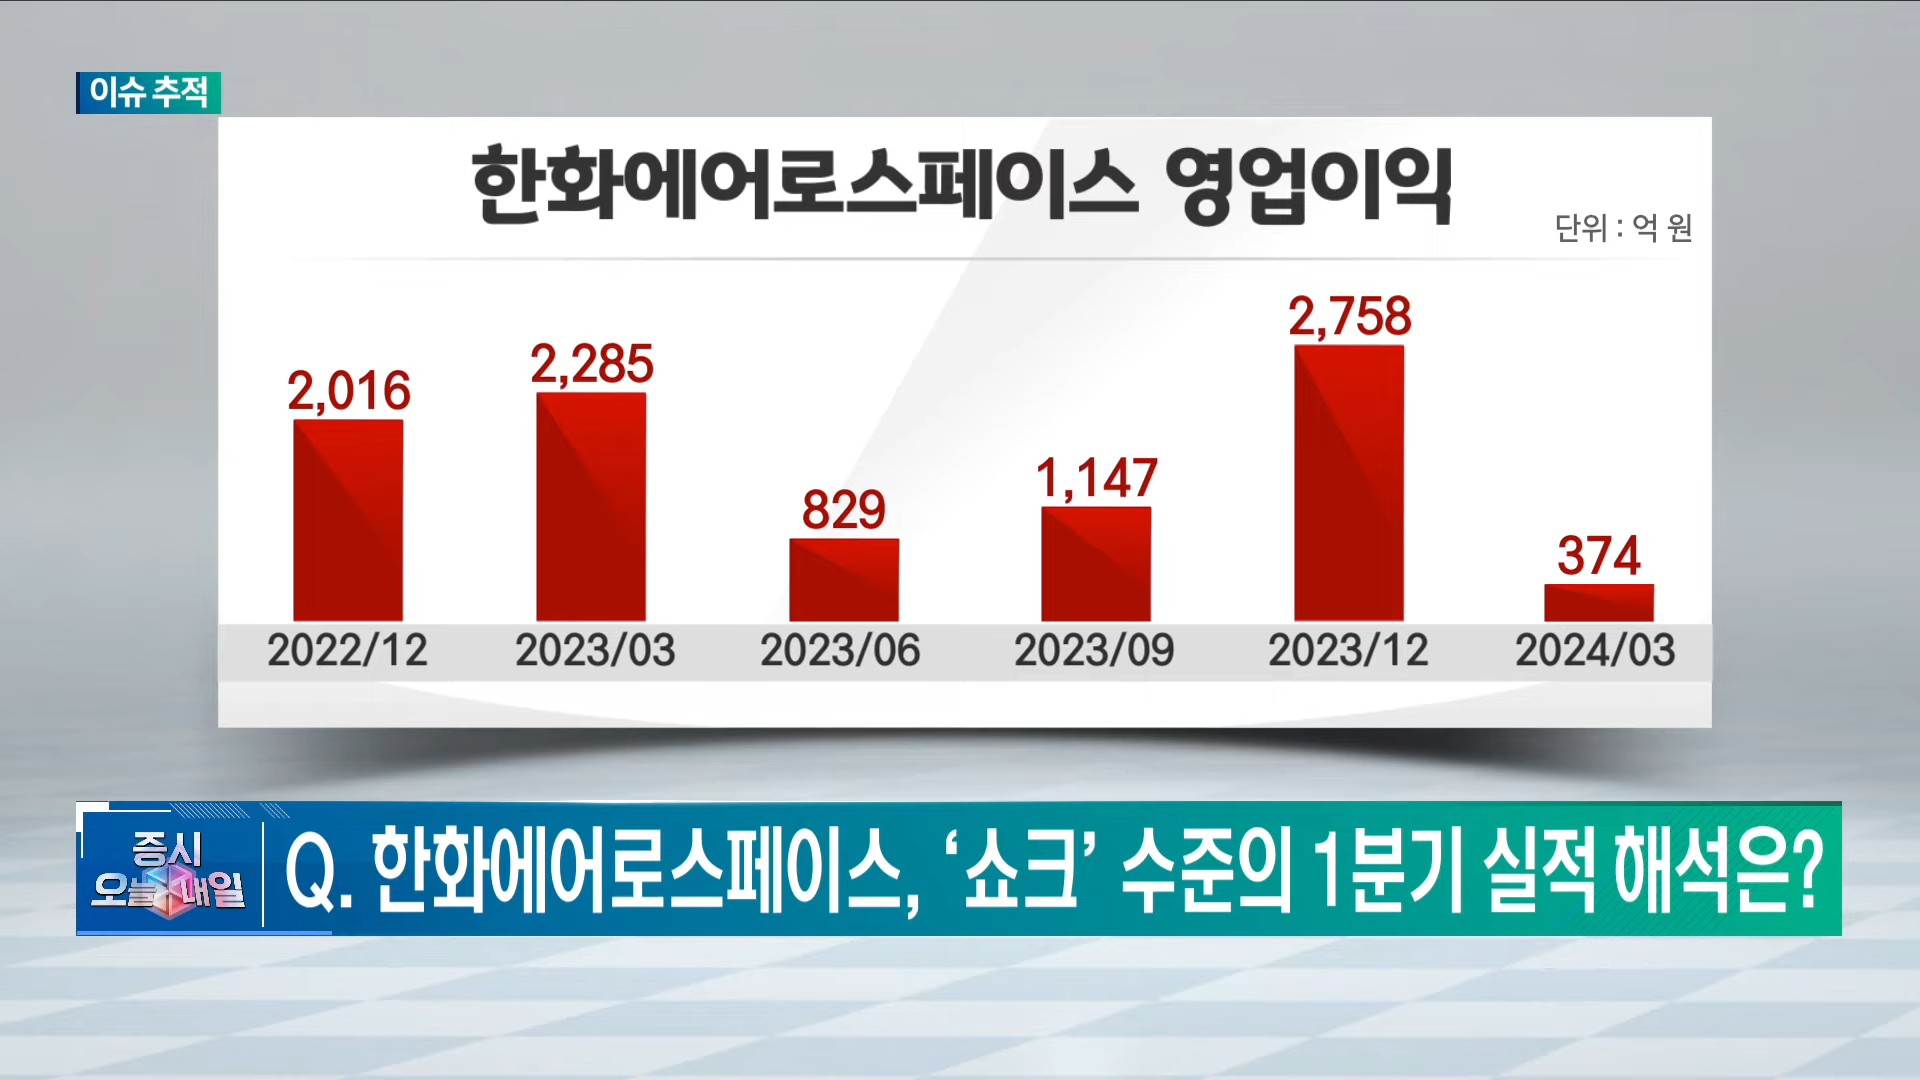 이슈 추적
한화에어로스페이스 영업이익
단위 : 억 원
2,016
2,285
829
1,147
2,758
374
2022/12
2023/03
2023/06
2023/09
2023/12
2024/03
증시
오늘 내일
Q. 한화에어로스페이스, ‘쇼크’ 수준의 1분기 실적 해석은?